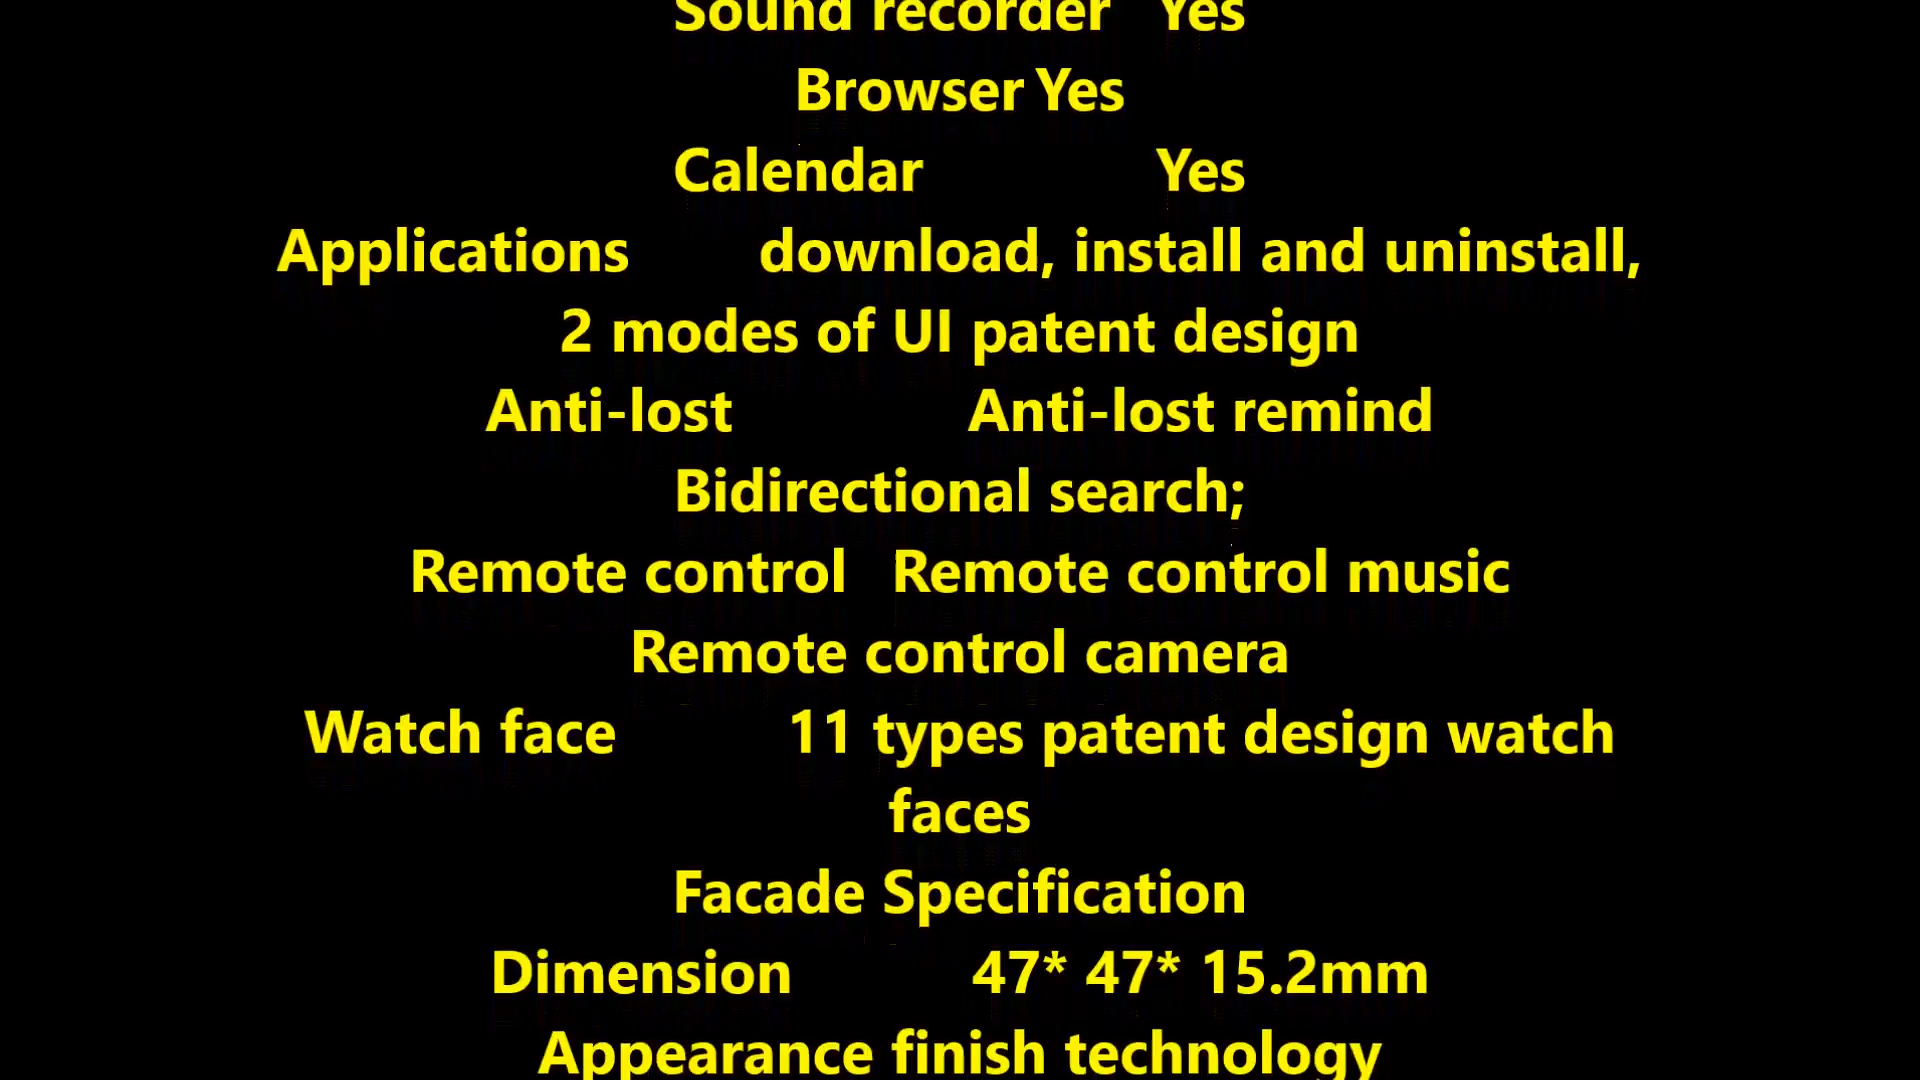 Sound recorder Yes
Browser Yes
Calendar Yes
Applications download, install and uninstall,
2 modes of UI patent design
Anti-lost Anti-lost remind
Bidirectional search;
Remote control Remote control music
Remote control camera
Watch face 11 types patent design watch
faces
Facade Specification
Dimension 47* 47* 15.2mm
Appearance finish technology